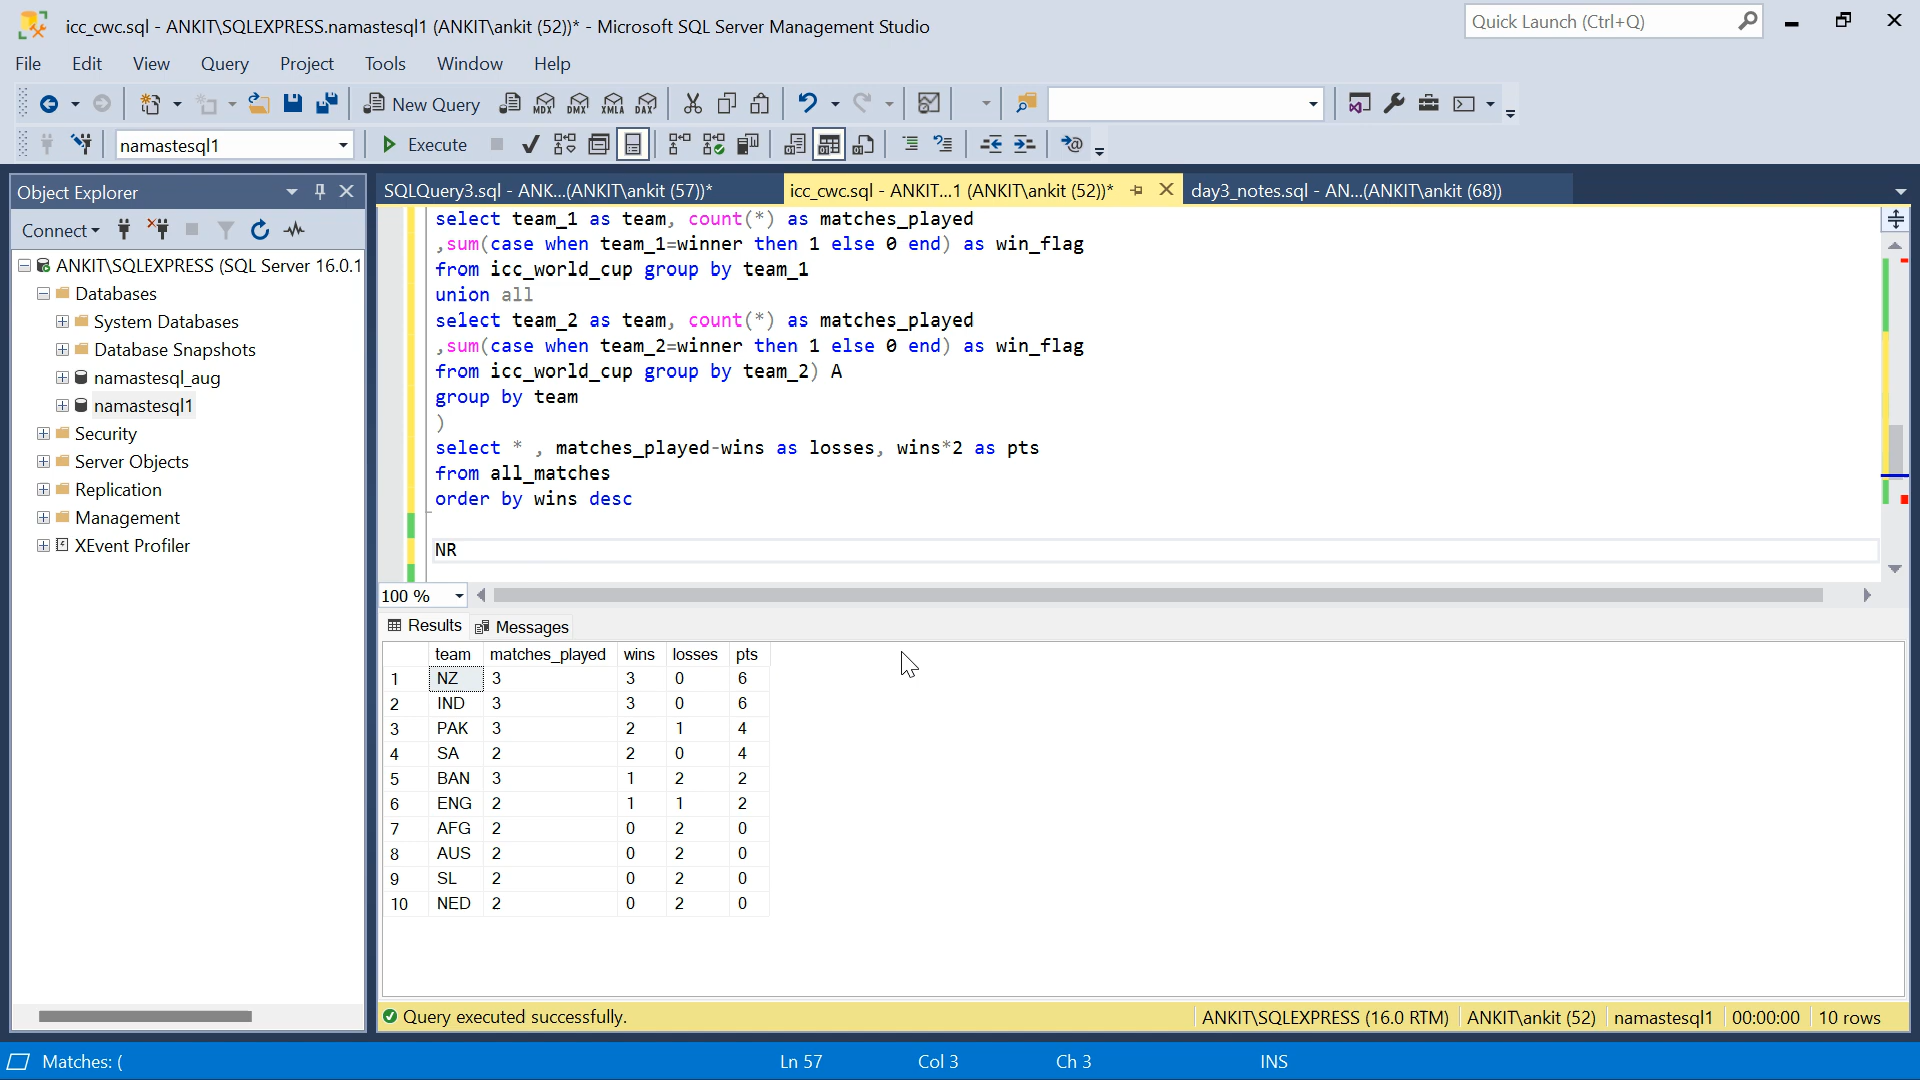 icc_cwc.sql - ANKIT\SQLEXPRESS.namastesql1 (ANKIT\ankit (52))* - Microsoft SQL Server Management Studio
Quick Launch (Ctrl+Q)
File Edit View Query Project Tools Window Help
New Query MDX DMX XMLA DAX
namastesql1 Execute
Object Explorer
SQLQuery3.sql - ANK...(ANKIT\ankit (57))* icc_cwc.sql - ANKIT...1 (ANKIT\ankit (52))* day3_notes.sql - AN...(ANKIT\ankit (68))
Connect
ANKIT\SQLEXPRESS (SQL Server 16.0.1
Databases
System Databases
Database Snapshots
namastesql_aug
namastesql1
Security
Server Objects
Replication
Management
XEvent Profiler
select team_1 as team, count(*) as matches_played
,sum(case when team_1=winner then 1 else 0 end) as win_flag
from icc_world_cup group by team_1
union all
select team_2 as team, count(*) as matches_played
,sum(case when team_2=winner then 1 else 0 end) as win_flag
from icc_world_cup group by team_2) A
group by team
)
select * , matches_played-wins as losses, wins*2 as pts
from all_matches
order by wins desc
NR
100 %
Results Messages
team matches_played wins losses pts
1 NZ 3 3 0 6
2 IND 3 3 0 6
3 PAK 3 2 1 4
4 SA 2 2 0 4
5 BAN 3 1 2 2
6 ENG 2 1 1 2
7 AFG 2 0 2 0
8 AUS 2 0 2 0
9 SL 2 0 2 0
10 NED 2 0 2 0
Query executed successfully. ANKIT\SQLEXPRESS (16.0 RTM) ANKIT\ankit (52) namastesql1 00:00:00 10 rows
Matches: ( Ln 57 Col 3 Ch 3 INS